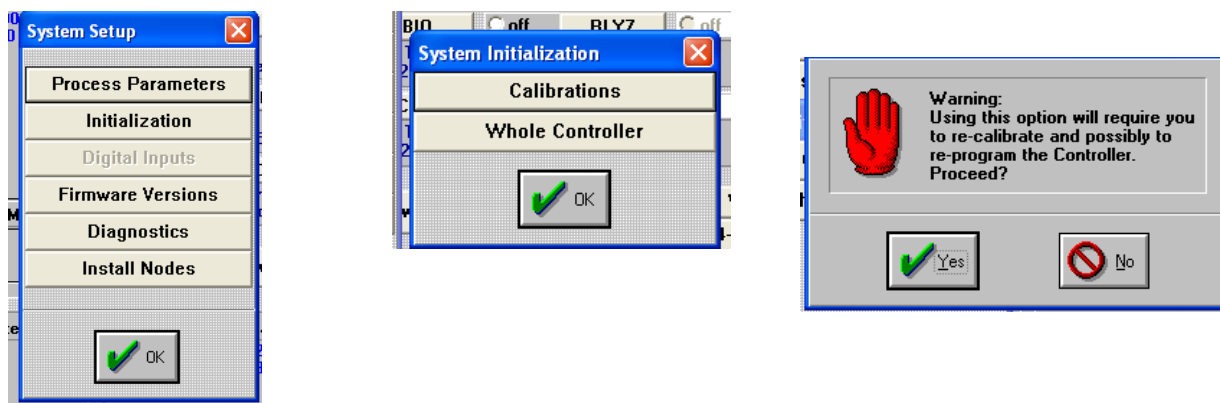 System Setup
Process Parameters
Initialization
Digital Inputs
Firmware Versions
Diagnostics
Install Nodes
OK
off
RLY7
off
System Initialization
Calibrations
Whole Controller
OK
Warning:
Using this option will require you
to re-calibrate and possibly to
re-program the Controller.
Proceed?
Yes
No